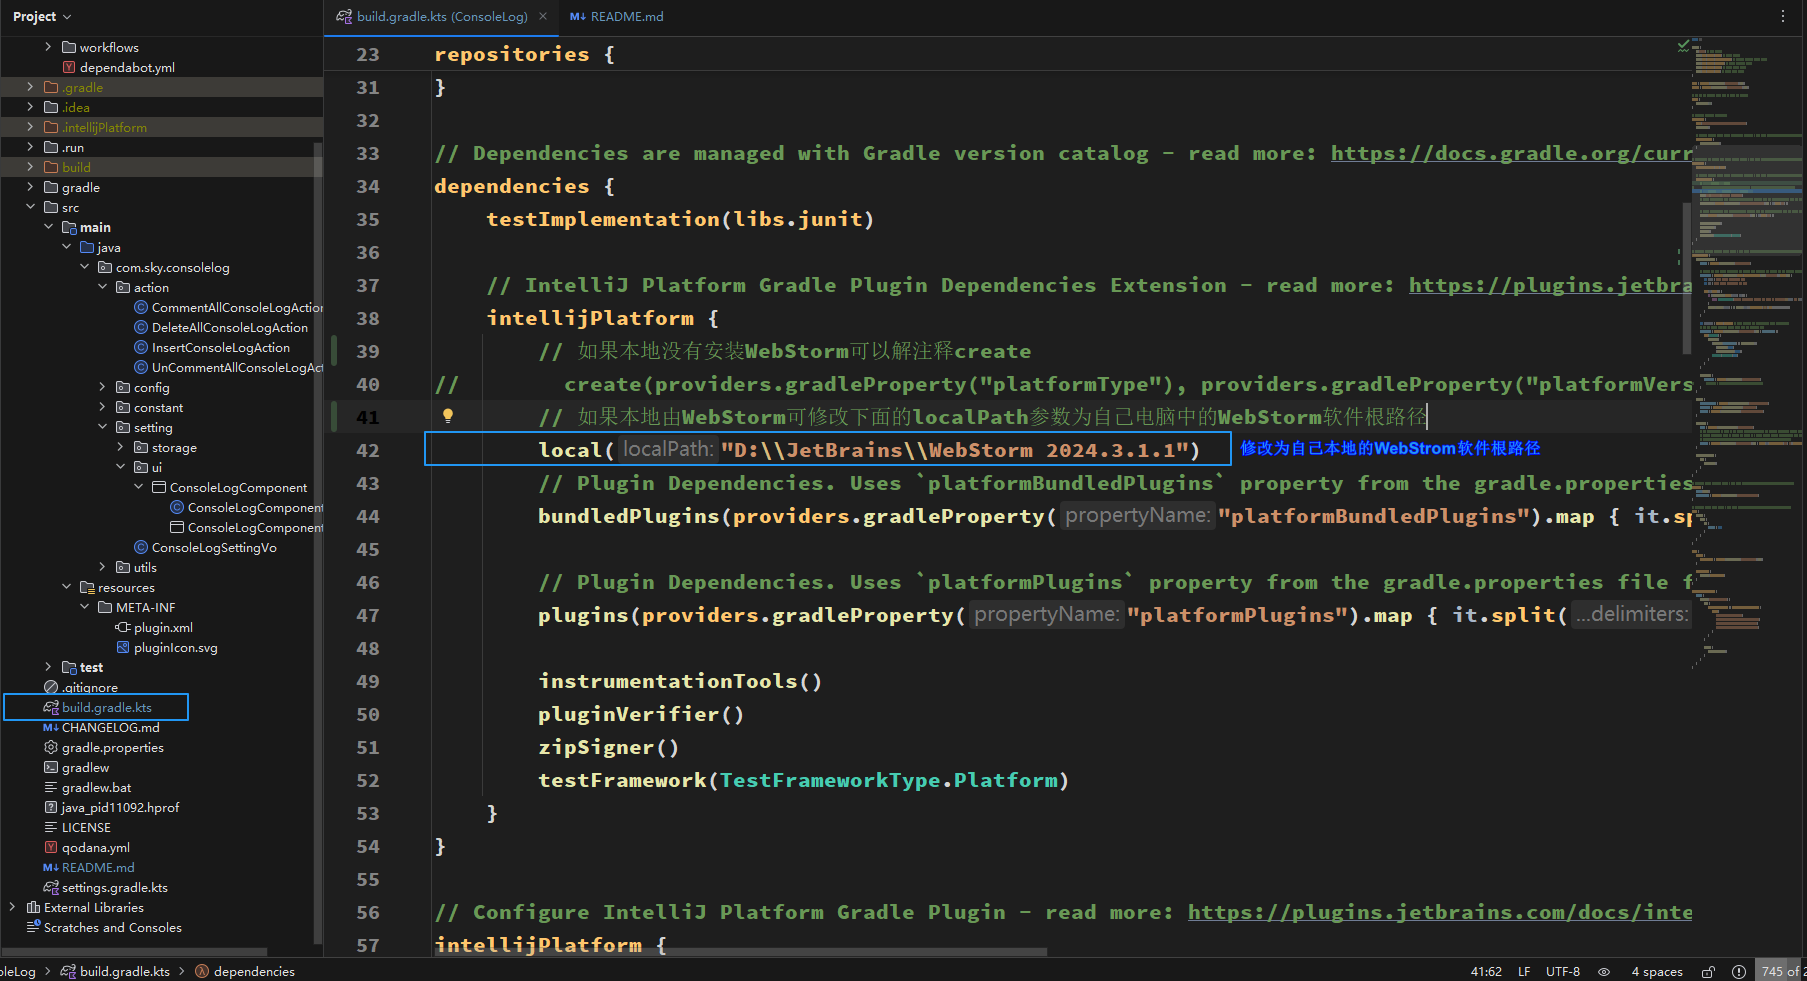 Project
build.gradle.kts (ConsoleLog)
README.md
workflows
dependabot.yml
.gradle
.idea
.intellijPlatform
.run
build
gradle
src
main
java
com.sky.consolelog
action
CommentAllConsoleLogAction
DeleteAllConsoleLogAction
InsertConsoleLogAction
UnCommentAllConsoleLogAct
config
constant
setting
storage
ui
ConsoleLogComponent
ConsoleLogComponent
ConsoleLogComponent
ConsoleLogSettingVo
utils
resources
META-INF
plugin.xml
pluginIcon.svg
test
.gitignore
build.gradle.kts
CHANGELOG.md
gradle.properties
gradlew
gradlew.bat
java_pid11092.hprof
LICENSE
qodana.yml
README.md
settings.gradle.kts
External Libraries
Scratches and Consoles
23 repositories {
31 }
32
33 // Dependencies are managed with Gradle version catalog - read more: https://docs.gradle.org/curr
34 dependencies {
35 testImplementation(libs.junit)
36
37 // IntelliJ Platform Gradle Plugin Dependencies Extension - read more: https://plugins.jetbra
38 intellijPlatform {
39 // 如果本地没有安装WebStorm可以解注释create
40 // create(providers.gradleProperty("platformType"), providers.gradleProperty("platformVers
41 // 如果本地由WebStorm可修改下面的localPath参数为自己电脑中的WebStorm软件根路径
42 local( localPath: "D:\\JetBrains\\WebStorm 2024.3.1.1") 修改为自己本地的WebStrom软件根路径
43 // Plugin Dependencies. Uses `platformBundledPlugins` property from the gradle.properties
44 bundledPlugins(providers.gradleProperty( propertyName: "platformBundledPlugins").map { it.sp
45
46 // Plugin Dependencies. Uses `platformPlugins` property from the gradle.properties file f
47 plugins(providers.gradleProperty( propertyName: "platformPlugins").map { it.split( ...delimiters:
48
49 instrumentationTools()
50 pluginVerifier()
51 zipSigner()
52 testFramework(TestFrameworkType.Platform)
53 }
54 }
55
56 // Configure IntelliJ Platform Gradle Plugin - read more: https://plugins.jetbrains.com/docs/inte
57 intellijPlatform {
oleLog > build.gradle.kts > dependencies
41:62 LF UTF-8 4 spaces 745 of 2